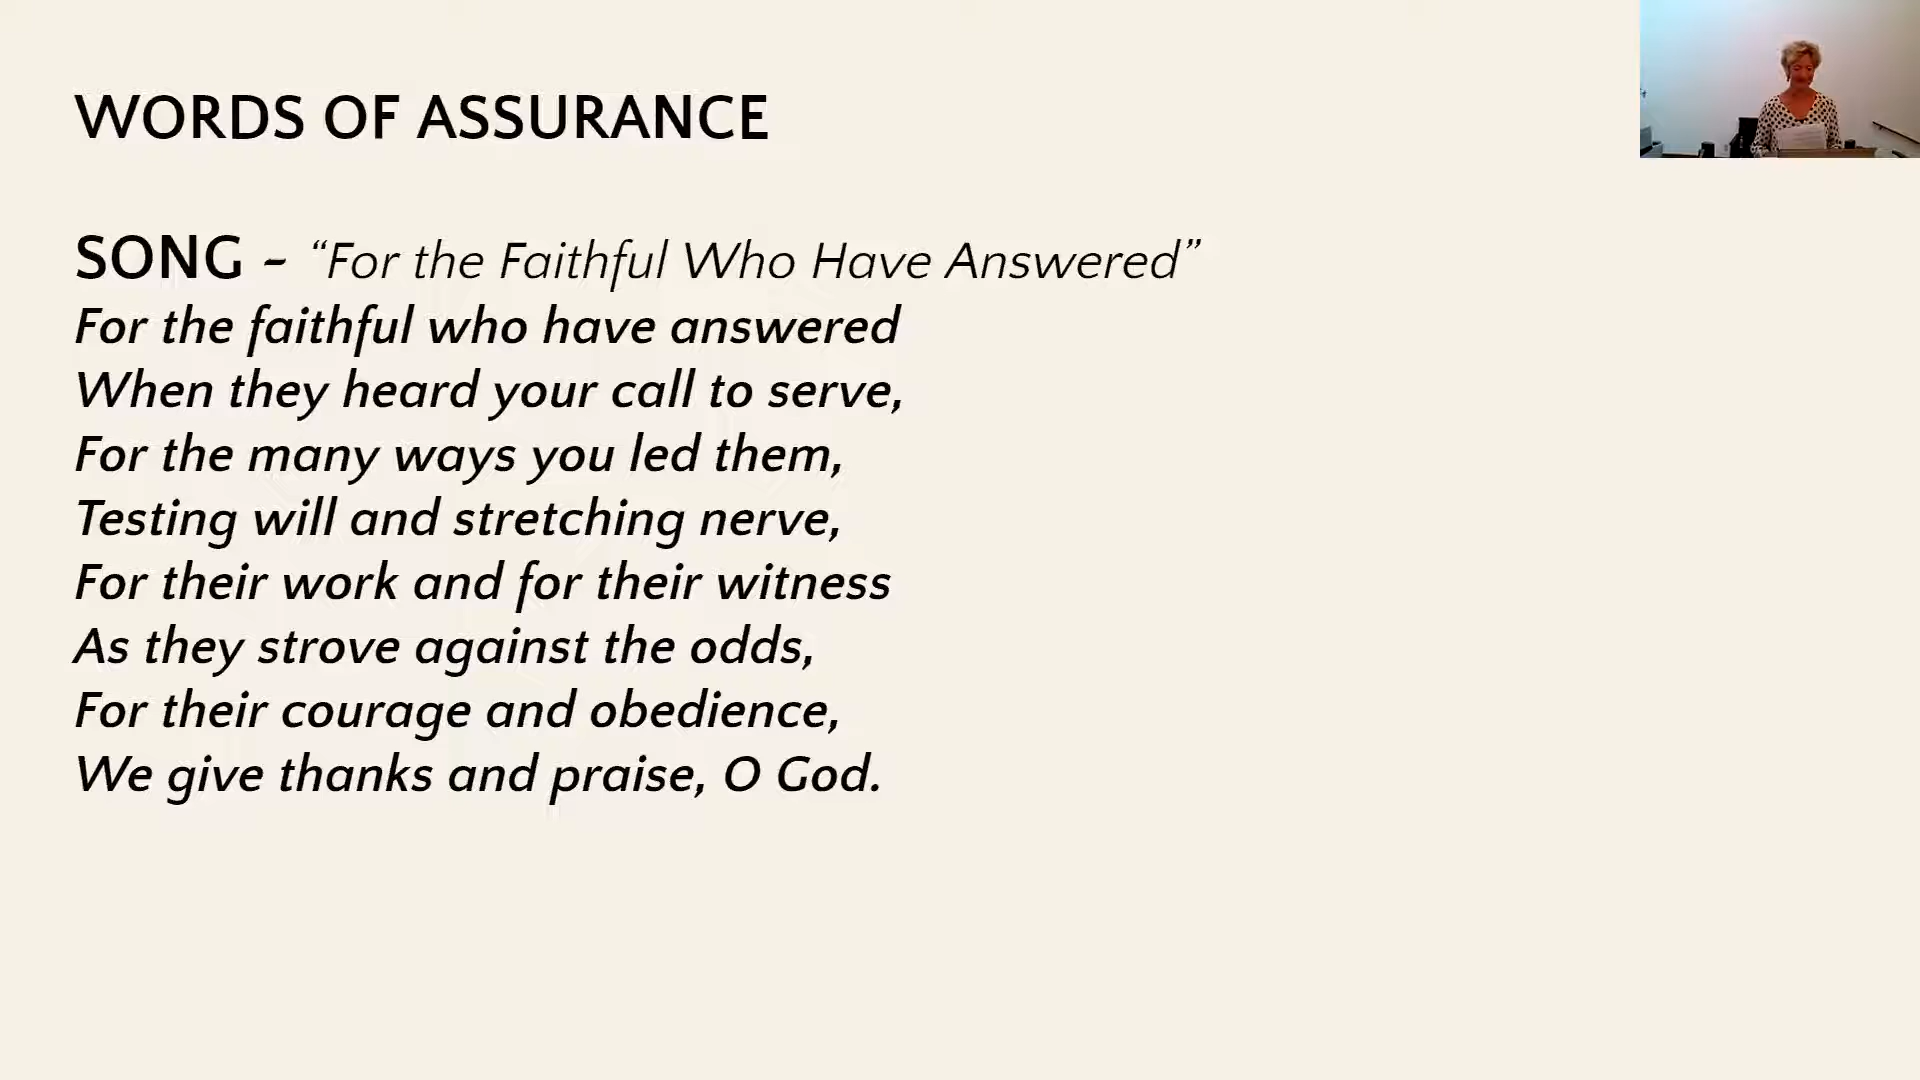 WORDS OF ASSURANCE
SONG - “For the Faithful Who Have Answered”
For the faithful who have answered
When they heard your call to serve,
For the many ways you led them,
Testing will and stretching nerve,
For their work and for their witness
As they strove against the odds,
For their courage and obedience,
We give thanks and praise, O God.